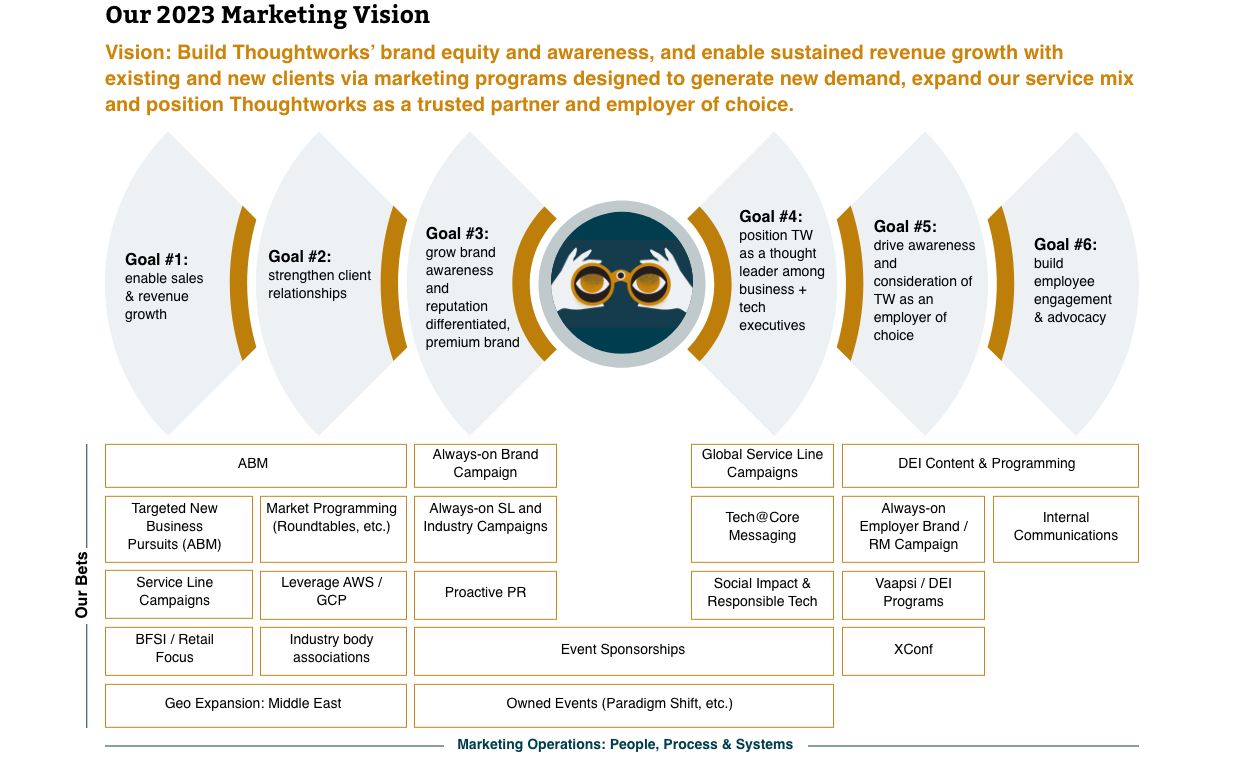 Our 2023 Marketing Vision
Vision: Build Thoughtworks’ brand equity and awareness, and enable sustained revenue growth with
existing and new clients via marketing programs designed to generate new demand, expand our service mix
and position Thoughtworks as a trusted partner and employer of choice.
Goal #1:
enable sales
& revenue
growth
Goal #2:
strengthen client
relationships
Goal #3:
grow brand
awareness
and
reputation
differentiated,
premium brand
Goal #4:
position TW
as a thought
leader among
business +
tech
executives
Goal #5:
drive awareness
and
consideration of
TW as an
employer of
choice
Goal #6:
build
employee
engagement
& advocacy
Our Bets
ABM
Always-on Brand
Campaign
Global Service Line
Campaigns
DEI Content & Programming
Targeted New
Business
Pursuits (ABM)
Market Programming
(Roundtables, etc.)
Always-on SL and
Industry Campaigns
Tech@Core
Messaging
Always-on
Employer Brand /
RM Campaign
Internal
Communications
Service Line
Campaigns
Leverage AWS /
GCP
Proactive PR
Social Impact &
Responsible Tech
Vaapsi / DEI
Programs
BFSI / Retail
Focus
Industry body
associations
Event Sponsorships
XConf
Geo Expansion: Middle East
Owned Events (Paradigm Shift, etc.)
Marketing Operations: People, Process & Systems